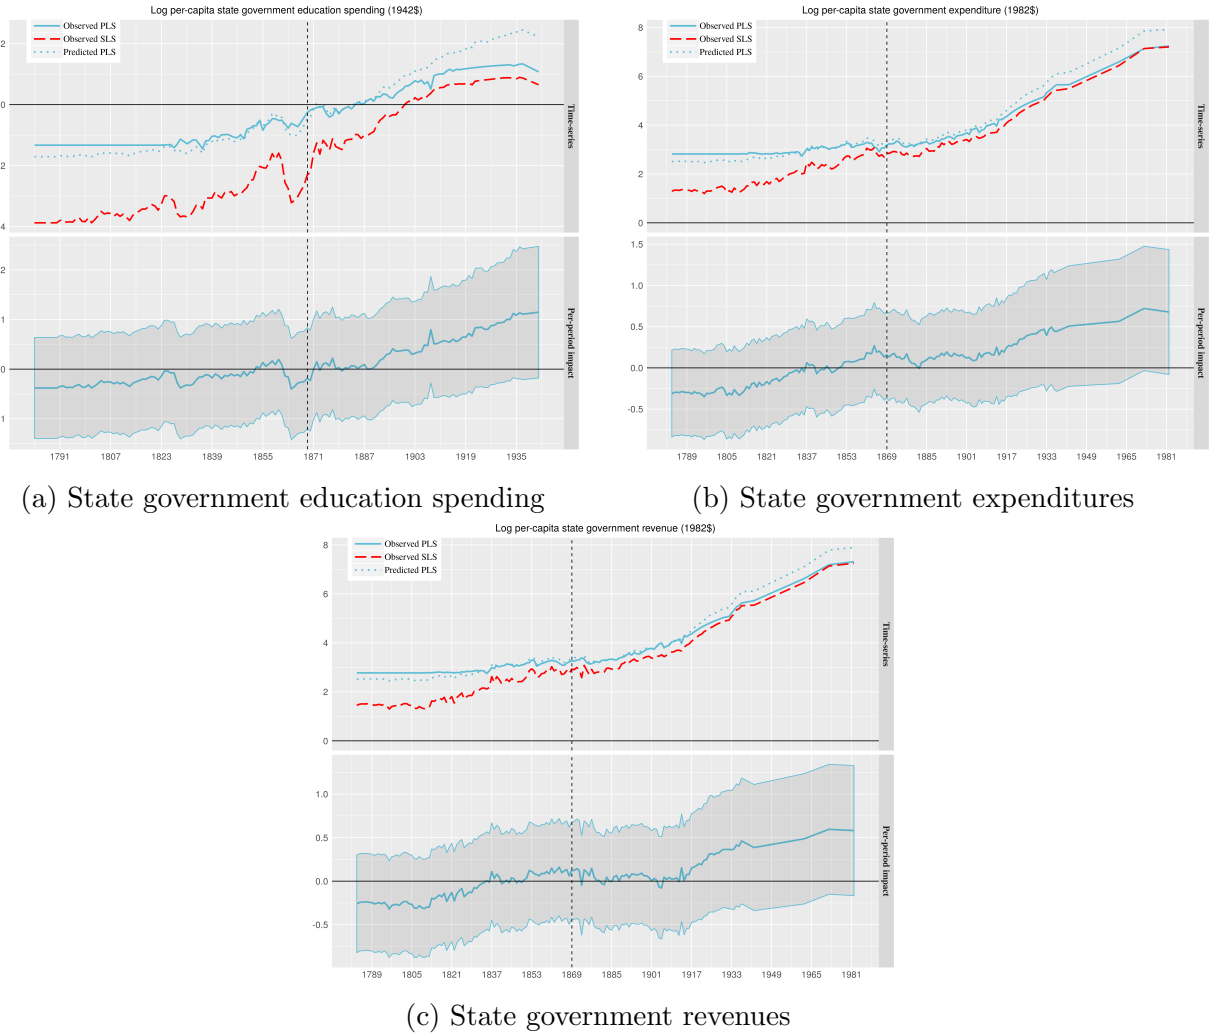 Log per-capita state government education spending (1942$)
Observed PLS
Observed SLS
Predicted PLS
2
0
2
4
Time-series
2
1
0
1
Per-period impact
1791 1807 1823 1839 1855 1871 1887 1903 1919 1935
(a) State government education spending
Log per-capita state government expenditure (1982$)
Observed PLS
Observed SLS
Predicted PLS
8
6
4
2
0
Time-series
1.5
1.0
0.5
0.0
-0.5
Per-period impact
1789 1805 1821 1837 1853 1869 1885 1901 1917 1933 1949 1965 1981
(b) State government expenditures
Log per-capita state government revenue (1982$)
Observed PLS
Observed SLS
Predicted PLS
8
6
4
2
0
Time-series
1.0
0.5
0.0
-0.5
Per-period impact
1789 1805 1821 1837 1853 1869 1885 1901 1917 1933 1949 1965 1981
(c) State government revenues